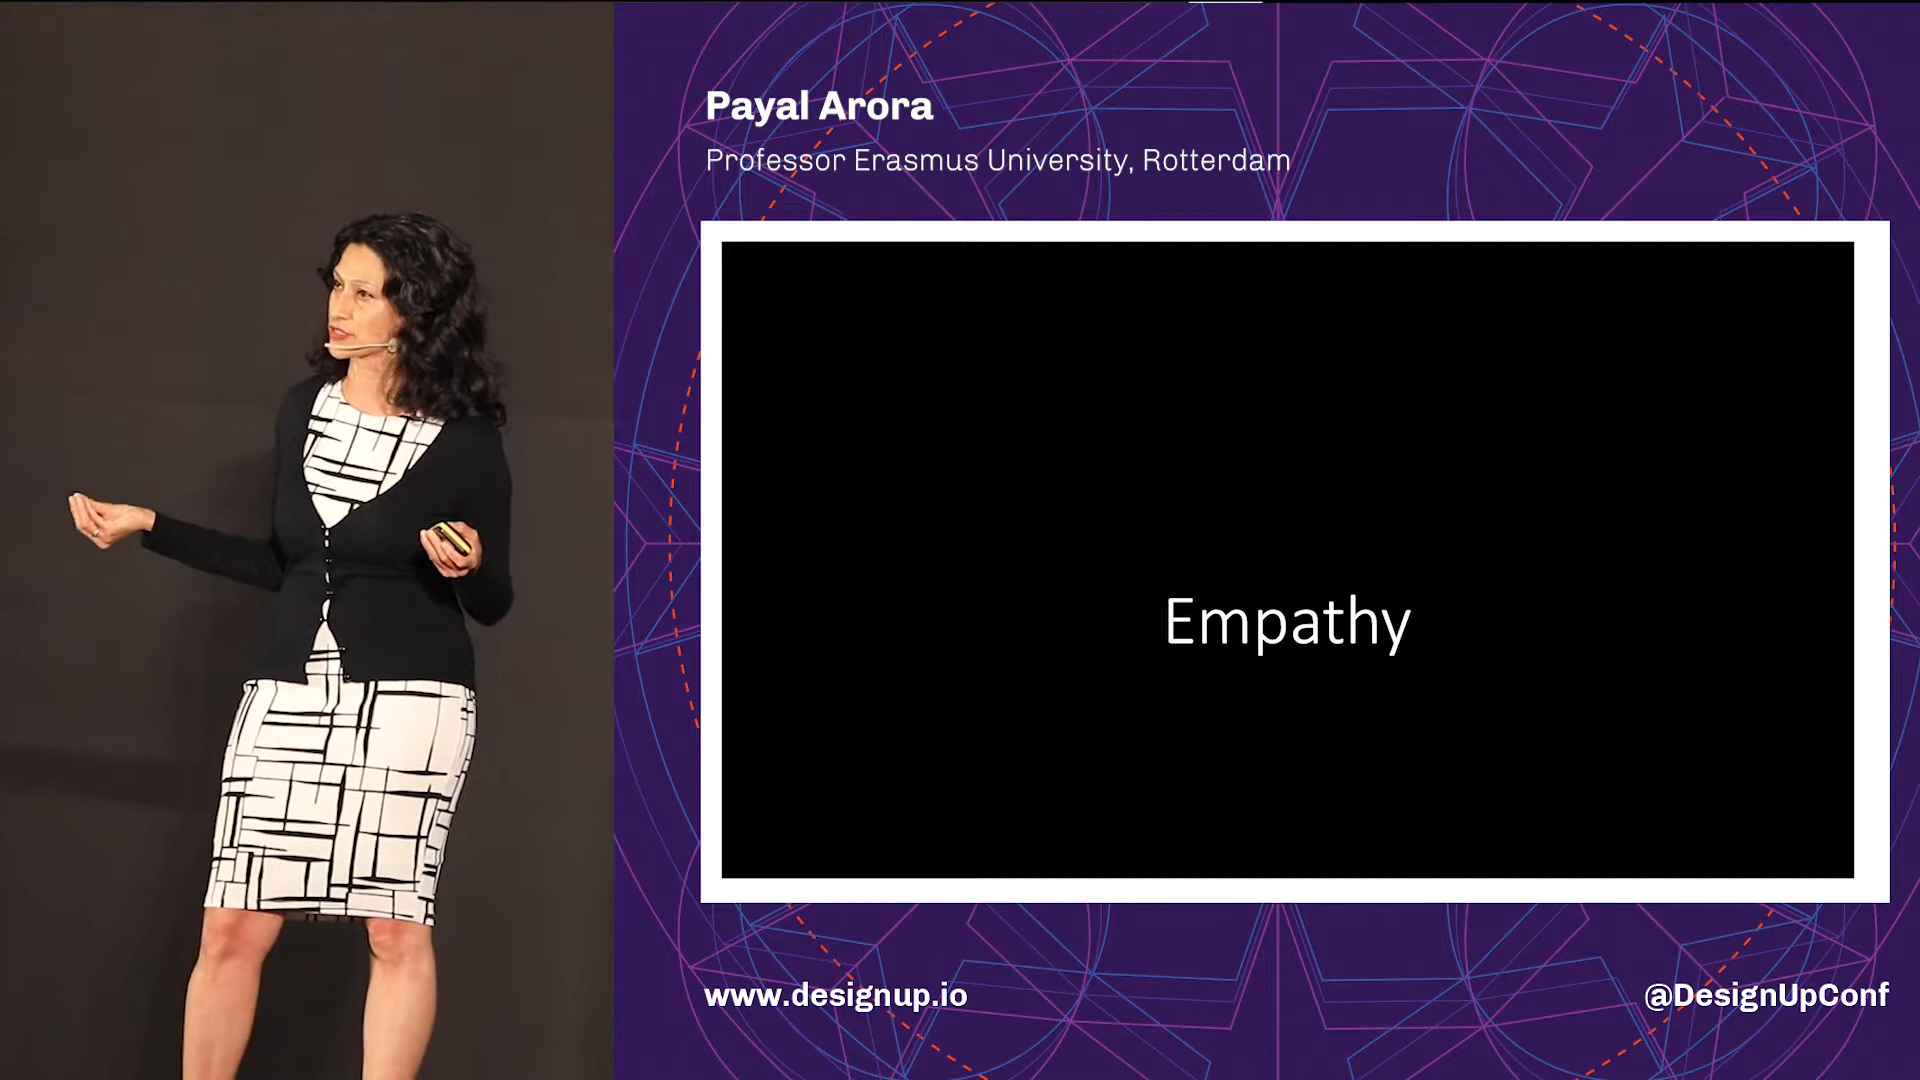 Payal Arora
Professor Erasmus University, Rotterdam
Empathy
www.designup.io
@DesignUpConf